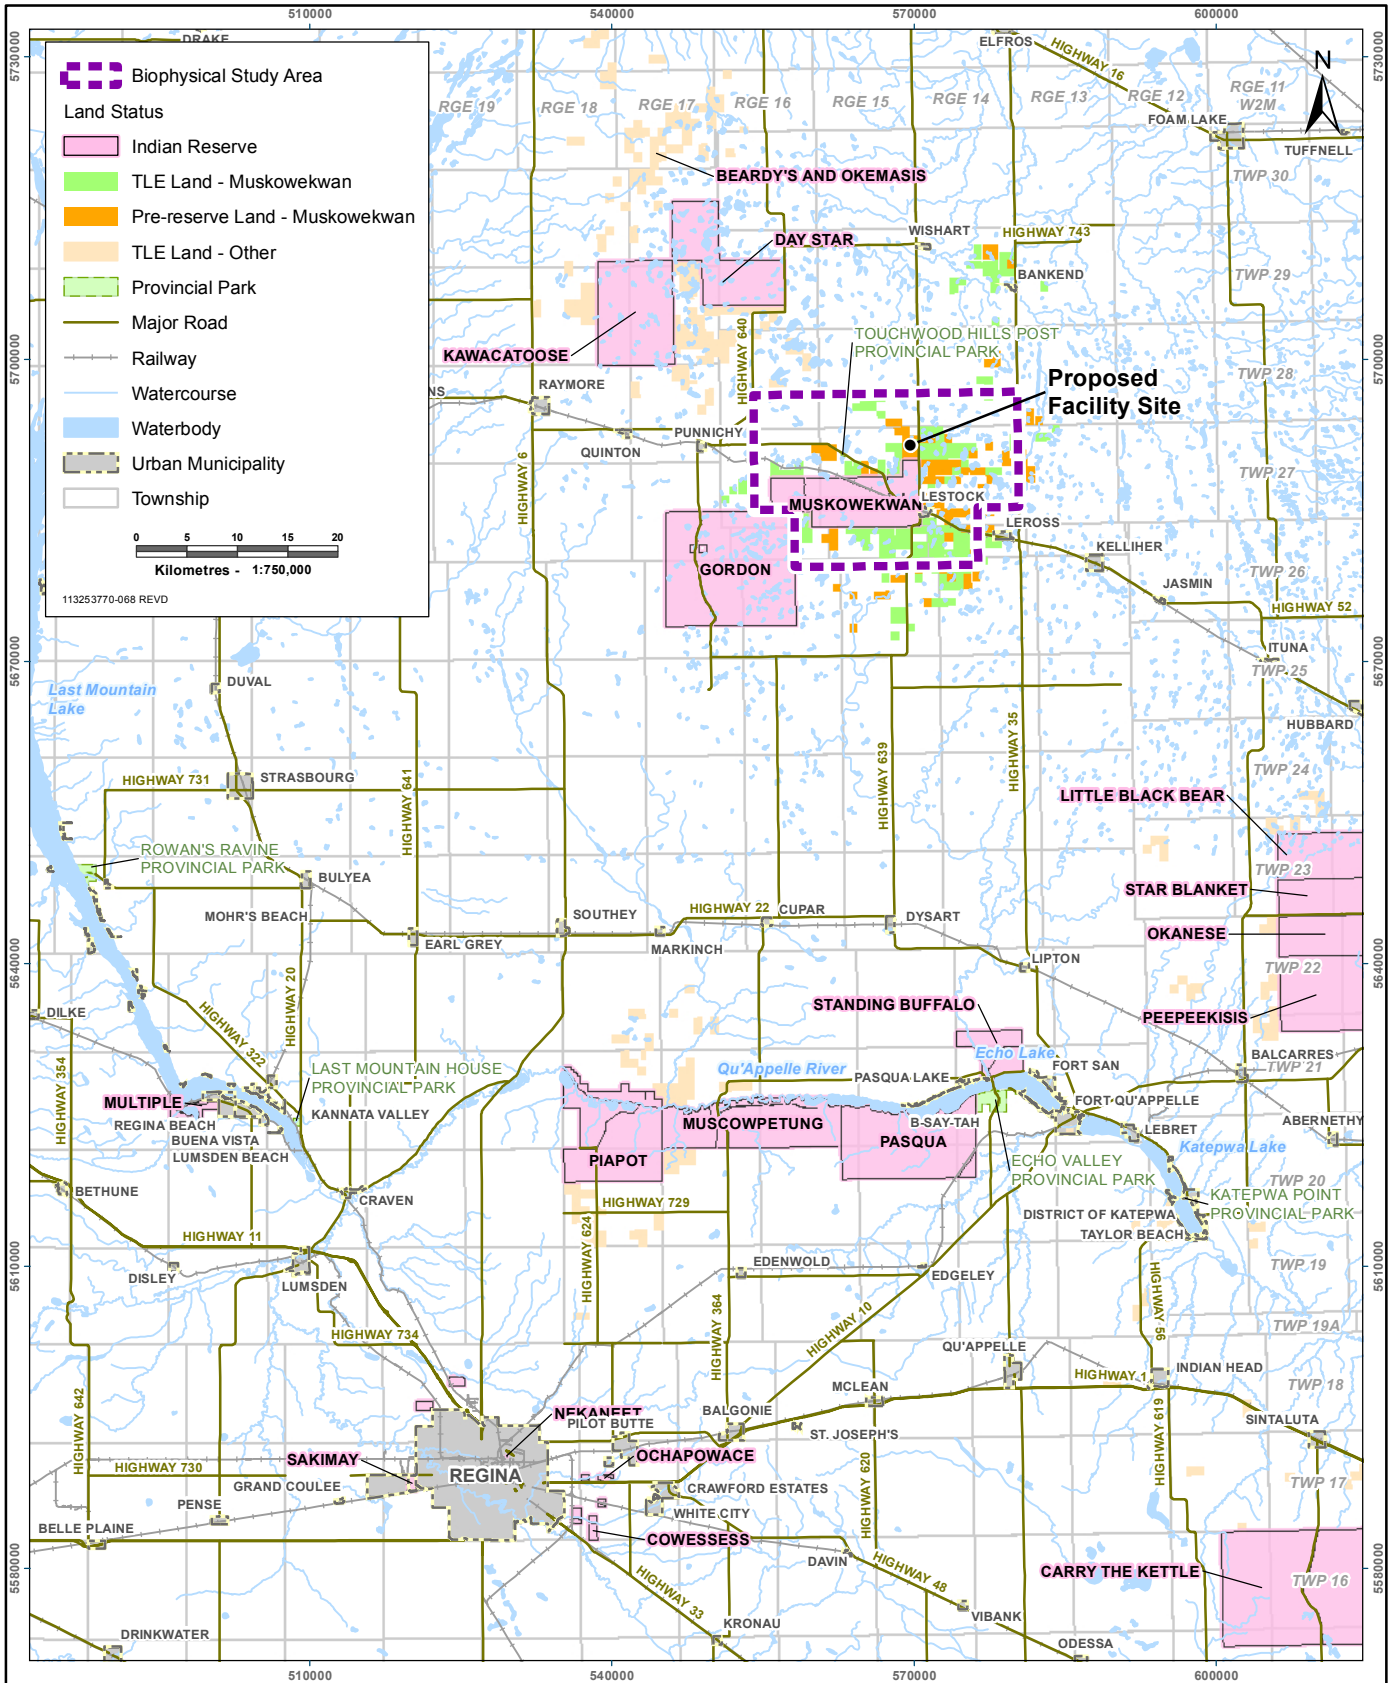 510000
540000
570000
600000
5730000
5730000
DRAKE
ELFROS
HIGHWAY 16
N
Biophysical Study Area
Land Status
Indian Reserve
TLE Land - Muskowekwan
Pre-reserve Land - Muskowekwan
TLE Land - Other
Provincial Park
Major Road
Railway
Watercourse
Waterbody
Urban Municipality
Township
0 5 10 15 20
Kilometres - 1:750,000
113253770-068 REVD
RGE 19
RGE 18
RGE 17
RGE 16
RGE 15
RGE 14
RGE 13
RGE 12
RGE 11
W2M
FOAM LAKE
TUFFNELL
TWP 30
BEARDY'S AND OKEMASIS
DAY STAR
WISHART
HIGHWAY 743
BANKEND
TWP 29
KAWACATOOSE
HIGHWAY 640
TOUCHWOOD HILLS POST
PROVINCIAL PARK
5700000
5700000
TWP 28
Proposed
Facility Site
NS
RAYMORE
QUINTON
PUNNICHY
HIGHWAY 6
TWP 27
MUSKOWEKWAN
LESTOCK
LEROSS
GORDON
KELLIHER
TWP 26
JASMIN
HIGHWAY 52
5670000
5670000
ITUNA
TWP 25
HUBBARD
Last Mountain
Lake
DUVAL
HIGHWAY 731
STRASBOURG
HIGHWAY 641
HIGHWAY 639
HIGHWAY 35
TWP 24
LITTLE BLACK BEAR
ROWAN'S RAVINE
PROVINCIAL PARK
BULYEA
TWP 23
STAR BLANKET
MOHR'S BEACH
EARL GREY
SOUTHEY
MARKINCH
HIGHWAY 22
CUPAR
DYSART
OKANESE
5640000
5640000
LIPTON
TWP 22
HIGHWAY 20
DILKE
HIGHWAY 322
STANDING BUFFALO
PEEPEEKISIS
HIGHWAY 354
Echo Lake
BALCARRES
TWP 21
LAST MOUNTAIN HOUSE
PROVINCIAL PARK
Qu'Appelle River
PASQUA LAKE
FORT SAN
MULTIPLE
KANNATA VALLEY
FORT QU'APPELLE
REGINA BEACH
BUENA VISTA
LUMSDEN BEACH
MUSCOWPETUNG
B-SAY-TAH
PASQUA
LEBRET
ABERNETHY
Katepwa Lake
PIAPOT
ECHO VALLEY
PROVINCIAL PARK
TWP 20
BETHUNE
CRAVEN
KATEPWA POINT
PROVINCIAL PARK
HIGHWAY 729
DISTRICT OF KATEPWA
TAYLOR BEACH
HIGHWAY 11
HIGHWAY 624
5610000
5610000
EDENWOLD
EDGELEY
TWP 19
DISLEY
LUMSDEN
HIGHWAY 364
HIGHWAY 10
HIGHWAY 56
TWP 19A
HIGHWAY 734
QU'APPELLE
HIGHWAY 1
INDIAN HEAD
MCLEAN
TWP 18
HIGHWAY 642
NEKANEET
PILOT BUTTE
BALGONIE
ST. JOSEPH'S
HIGHWAY 619
SINTALUTA
SAKIMAY
OCHAPOWACE
HIGHWAY 730
GRAND COULEE
REGINA
CRAWFORD ESTATES
HIGHWAY 620
TWP 17
PENSE
WHITE CITY
BELLE PLAINE
COWESSESS
DAVIN
HIGHWAY 48
CARRY THE KETTLE
5580000
5580000
TWP 16
HIGHWAY 33
VIBANK
KRONAU
DRINKWATER
ODESSA
510000
540000
570000
600000